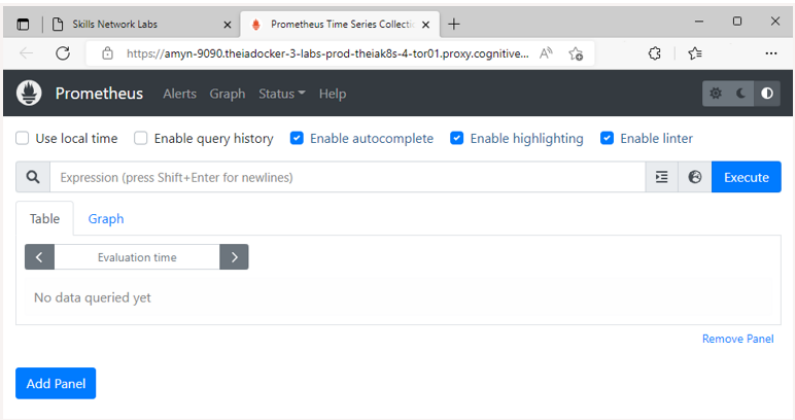 Skills Network Labs
Prometheus Time Series Collectic
https://amyn-9090.theiadocker-3-labs-prod-theiak8s-4-tor01.proxy.cognitive...
Prometheus Alerts Graph Status Help
Use local time Enable query history Enable autocomplete Enable highlighting Enable linter
Expression (press Shift+Enter for newlines) Execute
Table Graph
Evaluation time
No data queried yet
Remove Panel
Add Panel